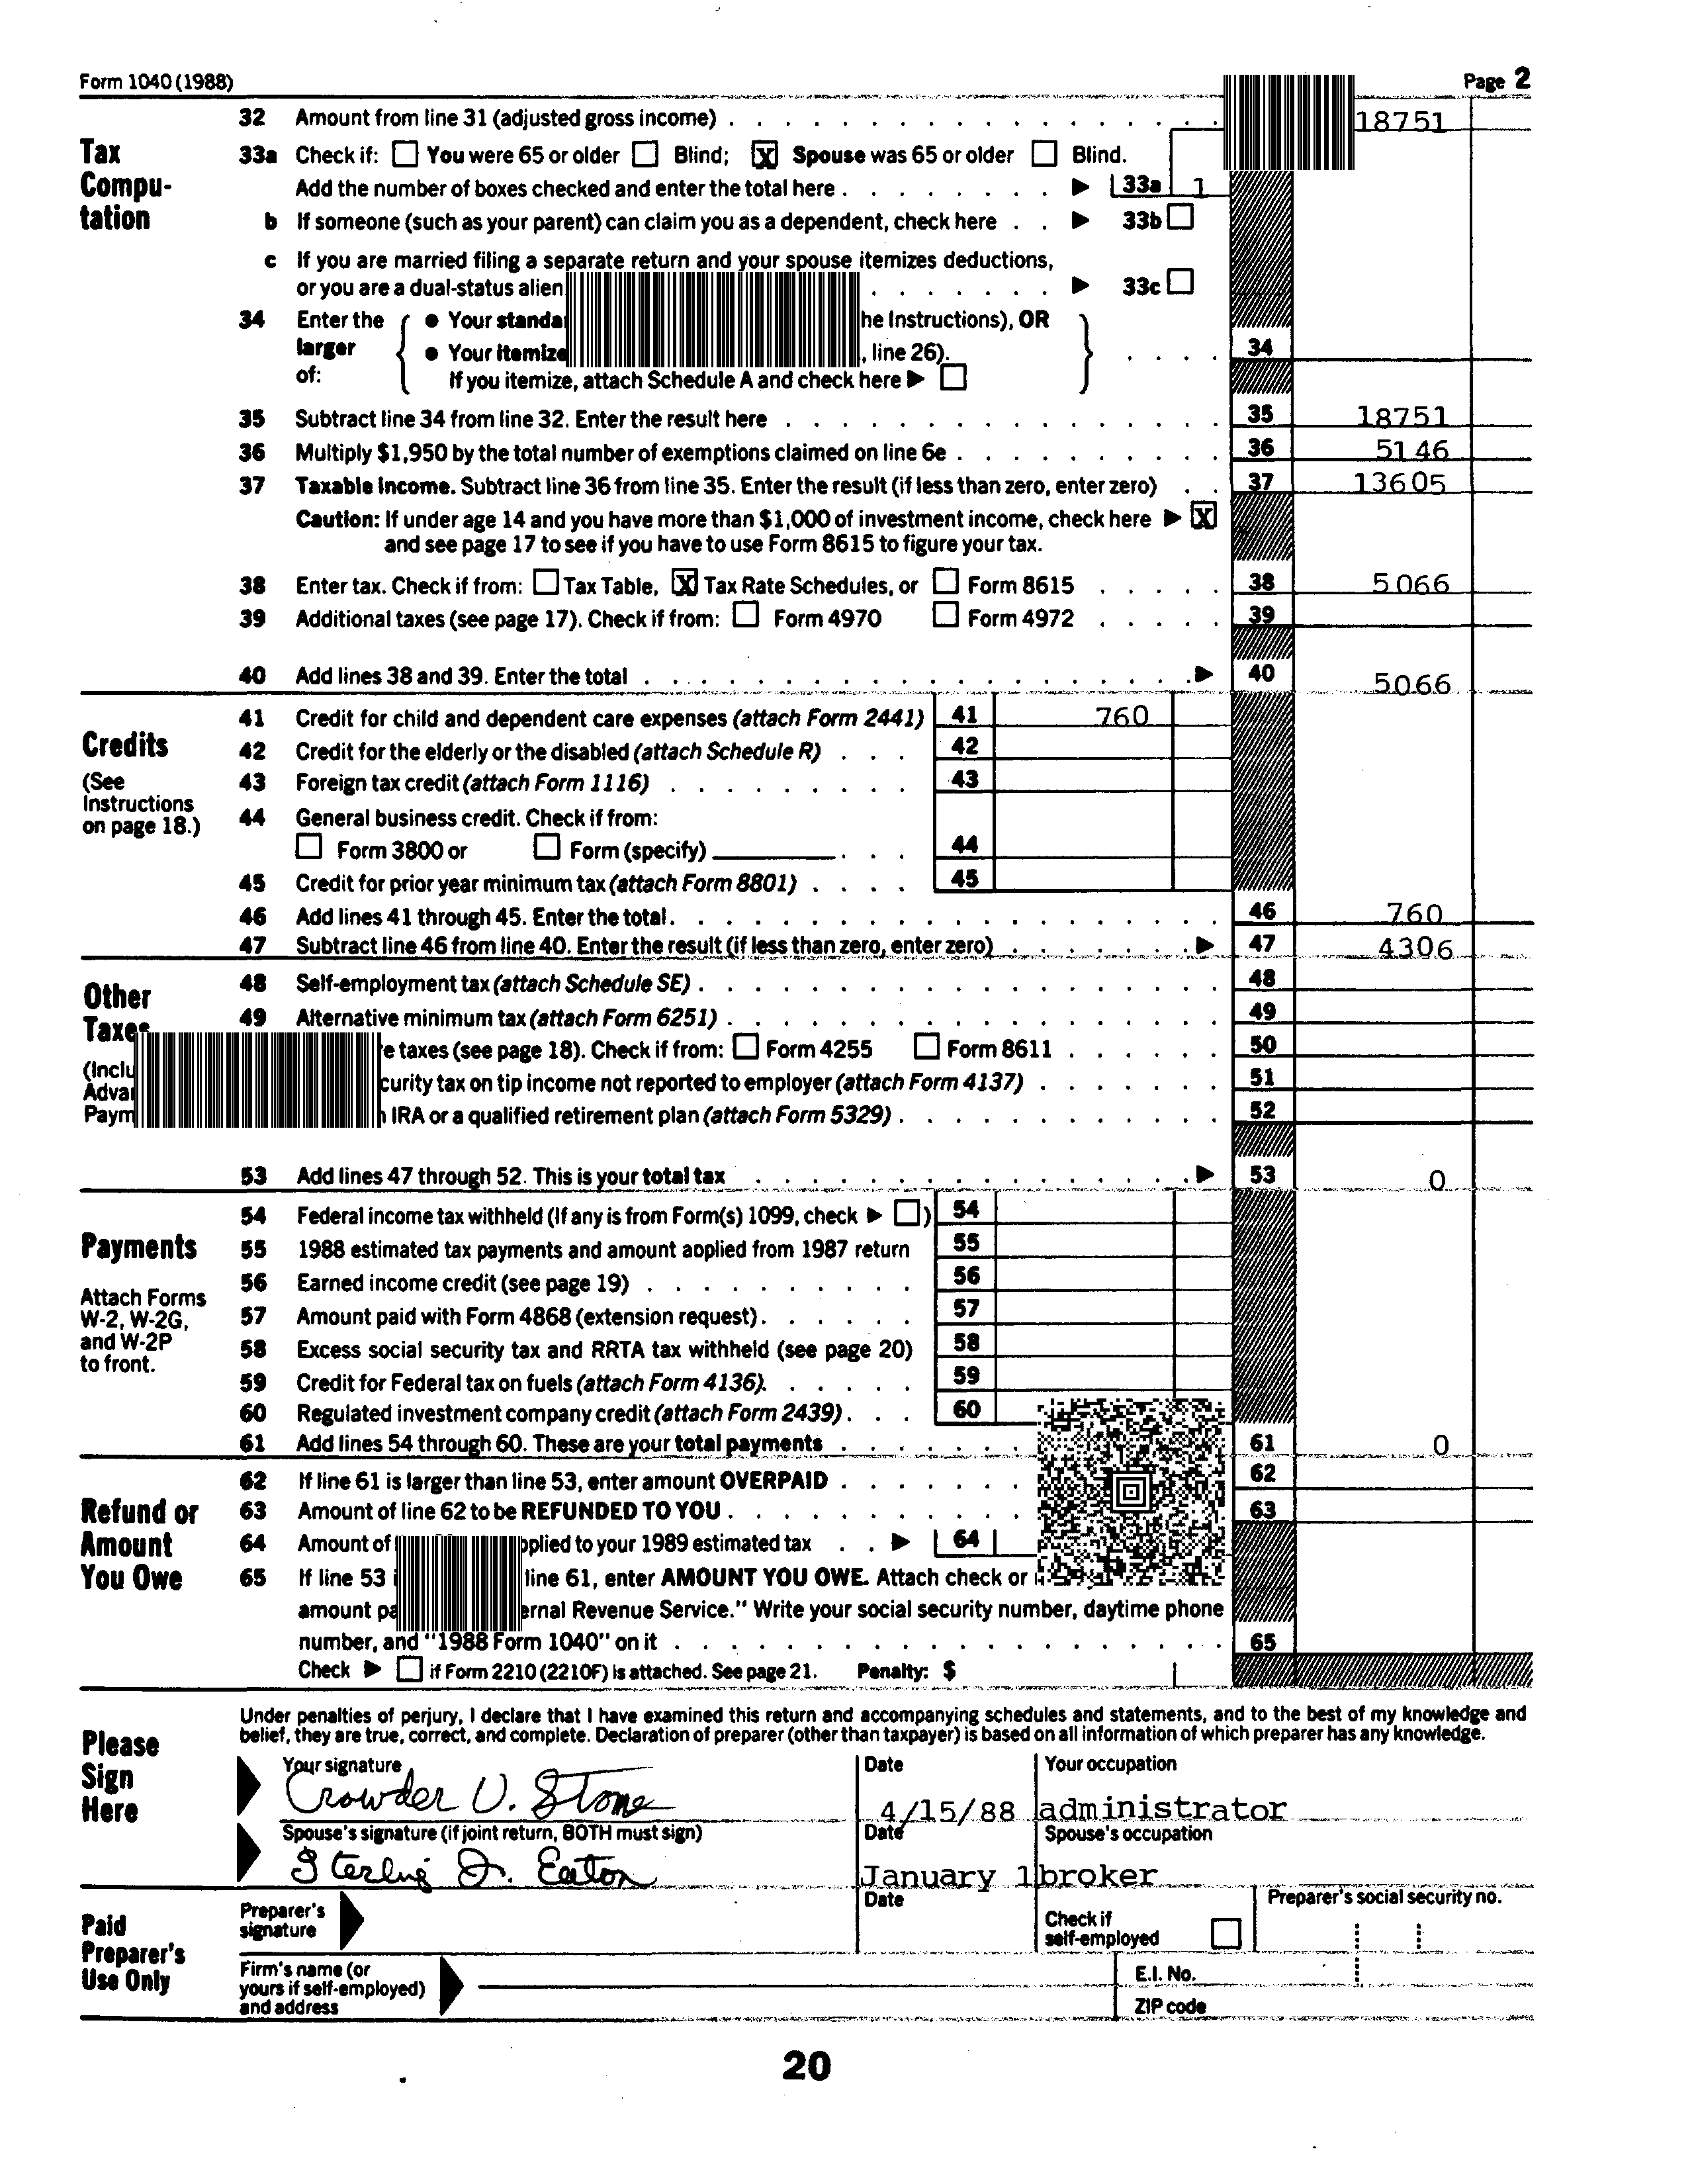 Form 1040 (1988) Page 2
Tax Compu- tation
32 Amount from line 31 (adjusted gross income) 18751
33a Check if: You were 65 or older Blind; X Spouse was 65 or older Blind.
Add the number of boxes checked and enter the total here 33a 1
b If someone (such as your parent) can claim you as a dependent, check here 33b
c If you are married filing a separate return and your spouse itemizes deductions,
or you are a dual-status alien 33c
34 Enter the larger of:
• Your he Instructions), OR
• Your , line 26). 34
If you itemize, attach Schedule A and check here
35 Subtract line 34 from line 32. Enter the result here 35 18751
36 Multiply $1,950 by the total number of exemptions claimed on line 6e 36 5146
37 Taxable income. Subtract line 36 from line 35. Enter the result (if less than zero, enter zero) 37 13605
Caution: If under age 14 and you have more than $1,000 of investment income, check here X
and see page 17 to see if you have to use Form 8615 to figure your tax.
38 Enter tax. Check if from: Tax Table, X Tax Rate Schedules, or Form 8615 38 5066
39 Additional taxes (see page 17). Check if from: Form 4970 Form 4972 39
40 Add lines 38 and 39. Enter the total 40 5066
Credits
(See Instructions on page 18.)
41 Credit for child and dependent care expenses (attach Form 2441) 41 760
42 Credit for the elderly or the disabled (attach Schedule R) 42
43 Foreign tax credit (attach Form 1116) 43
44 General business credit. Check if from:
Form 3800 or Form (specify) 44
45 Credit for prior year minimum tax (attach Form 8801) 45
46 Add lines 41 through 45. Enter the total 46 760
47 Subtract line 46 from line 40. Enter the result (if less than zero, enter zero) 47 4306
Other Taxes
48 Self-employment tax (attach Schedule SE) 48
49 Alternative minimum tax (attach Form 6251) 49
taxes (see page 18). Check if from: Form 4255 Form 8611 50
tax on tip income not reported to employer (attach Form 4137) 51
IRA or a qualified retirement plan (attach Form 5329) 52
53 Add lines 47 through 52. This is your total tax 53 0
Payments
Attach Forms W-2, W-2G, and W-2P to front.
54 Federal income tax withheld (If any is from Form(s) 1099, check ) 54
55 1988 estimated tax payments and amount applied from 1987 return 55
56 Earned income credit (see page 19) 56
57 Amount paid with Form 4868 (extension request) 57
58 Excess social security tax and RRTA tax withheld (see page 20) 58
59 Credit for Federal tax on fuels (attach Form 4136) 59
60 Regulated investment company credit (attach Form 2439) 60
61 Add lines 54 through 60. These are your total payments 61 0
Refund or Amount You Owe
62 If line 61 is larger than line 53, enter amount OVERPAID 62
63 Amount of line 62 to be REFUNDED TO YOU 63
64 Amount of applied to your 1989 estimated tax 64
65 If line 53 line 61, enter AMOUNT YOU OWE. Attach check or
amount Revenue Service." Write your social security number, daytime phone
number, and "1988 Form 1040" on it 65
Check if Form 2210 (2210F) is attached. See page 21. Penalty: $
Please Sign Here
Under penalties of perjury, I declare that I have examined this return and accompanying schedules and statements, and to the best of my knowledge and
belief, they are true, correct, and complete. Declaration of preparer (other than taxpayer) is based on all information of which preparer has any knowledge.
Your signature Date Your occupation
Crowder V. Stone 4/15/88 administrator
Spouse's signature (if joint return, BOTH must sign) Date Spouse's occupation
Sterling J. Eaton January 1 broker
Paid Preparer's Use Only
Preparer's signature Date Check if self-employed Preparer's social security no.
Firm's name (or yours if self-employed) and address E.I. No.
ZIP code
20